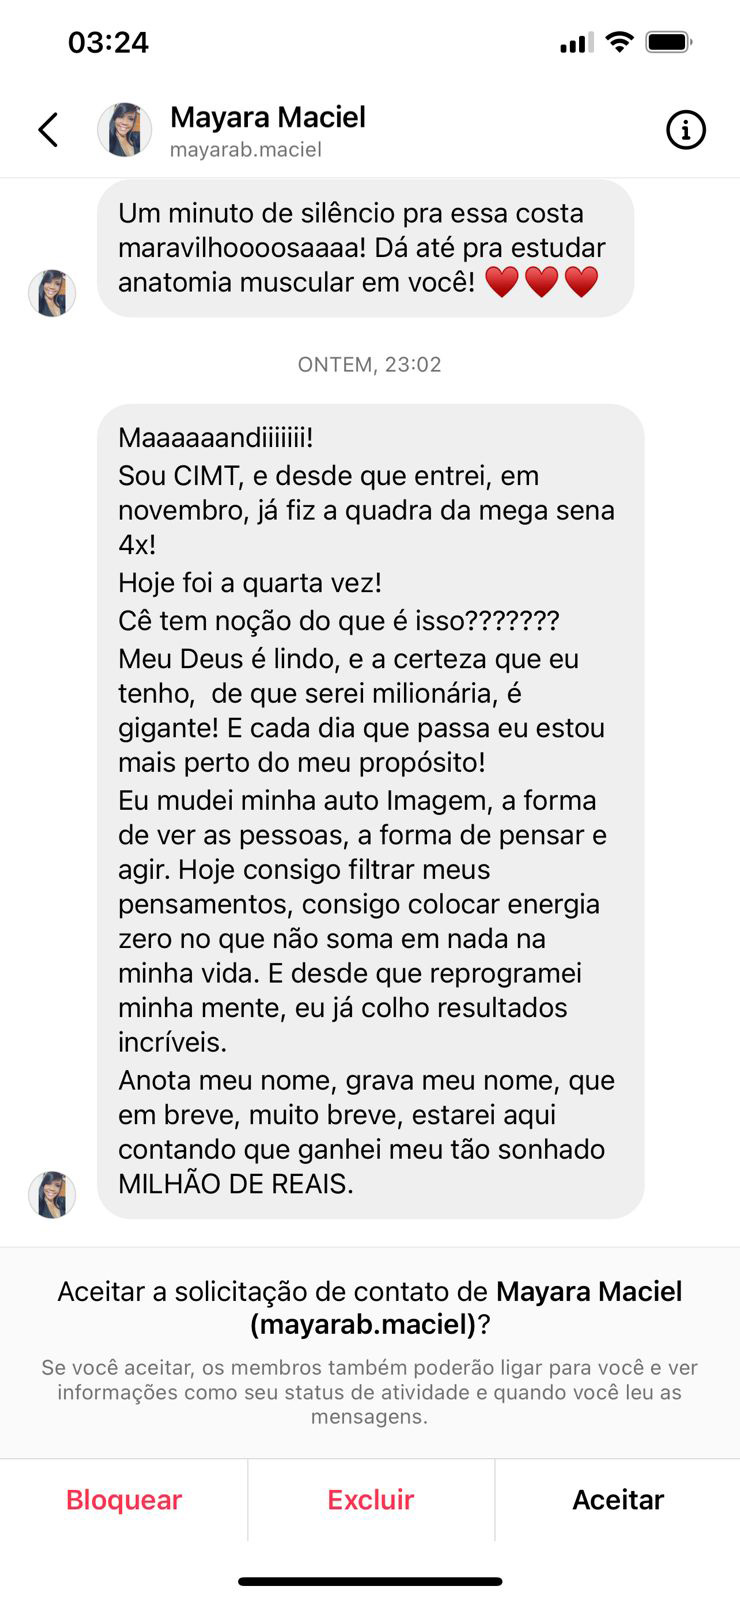 03:24
Mayara Maciel
mayarab.maciel
Um minuto de silêncio pra essa costa
maravilhoooosaaaa! Dá até pra estudar
anatomia muscular em você! ♥️♥️♥️
ONTEM, 23:02
Maaaaaandiiiiiii!
Sou CIMT, e desde que entrei, em
novembro, já fiz a quadra da mega sena
4x!
Hoje foi a quarta vez!
Cê tem noção do que é isso???????
Meu Deus é lindo, e a certeza que eu
tenho,  de que serei milionária, é
gigante! E cada dia que passa eu estou
mais perto do meu propósito!
Eu mudei minha auto Imagem, a forma
de ver as pessoas, a forma de pensar e
agir. Hoje consigo filtrar meus
pensamentos, consigo colocar energia
zero no que não soma em nada na
minha vida. E desde que reprogramei
minha mente, eu já colho resultados
incríveis.
Anota meu nome, grava meu nome, que
em breve, muito breve, estarei aqui
contando que ganhei meu tão sonhado
MILHÃO DE REAIS.
Aceitar a solicitação de contato de Mayara Maciel
(mayarab.maciel)?
Se você aceitar, os membros também poderão ligar para você e ver
informações como seu status de atividade e quando você leu as
mensagens.
Bloquear
Excluir
Aceitar